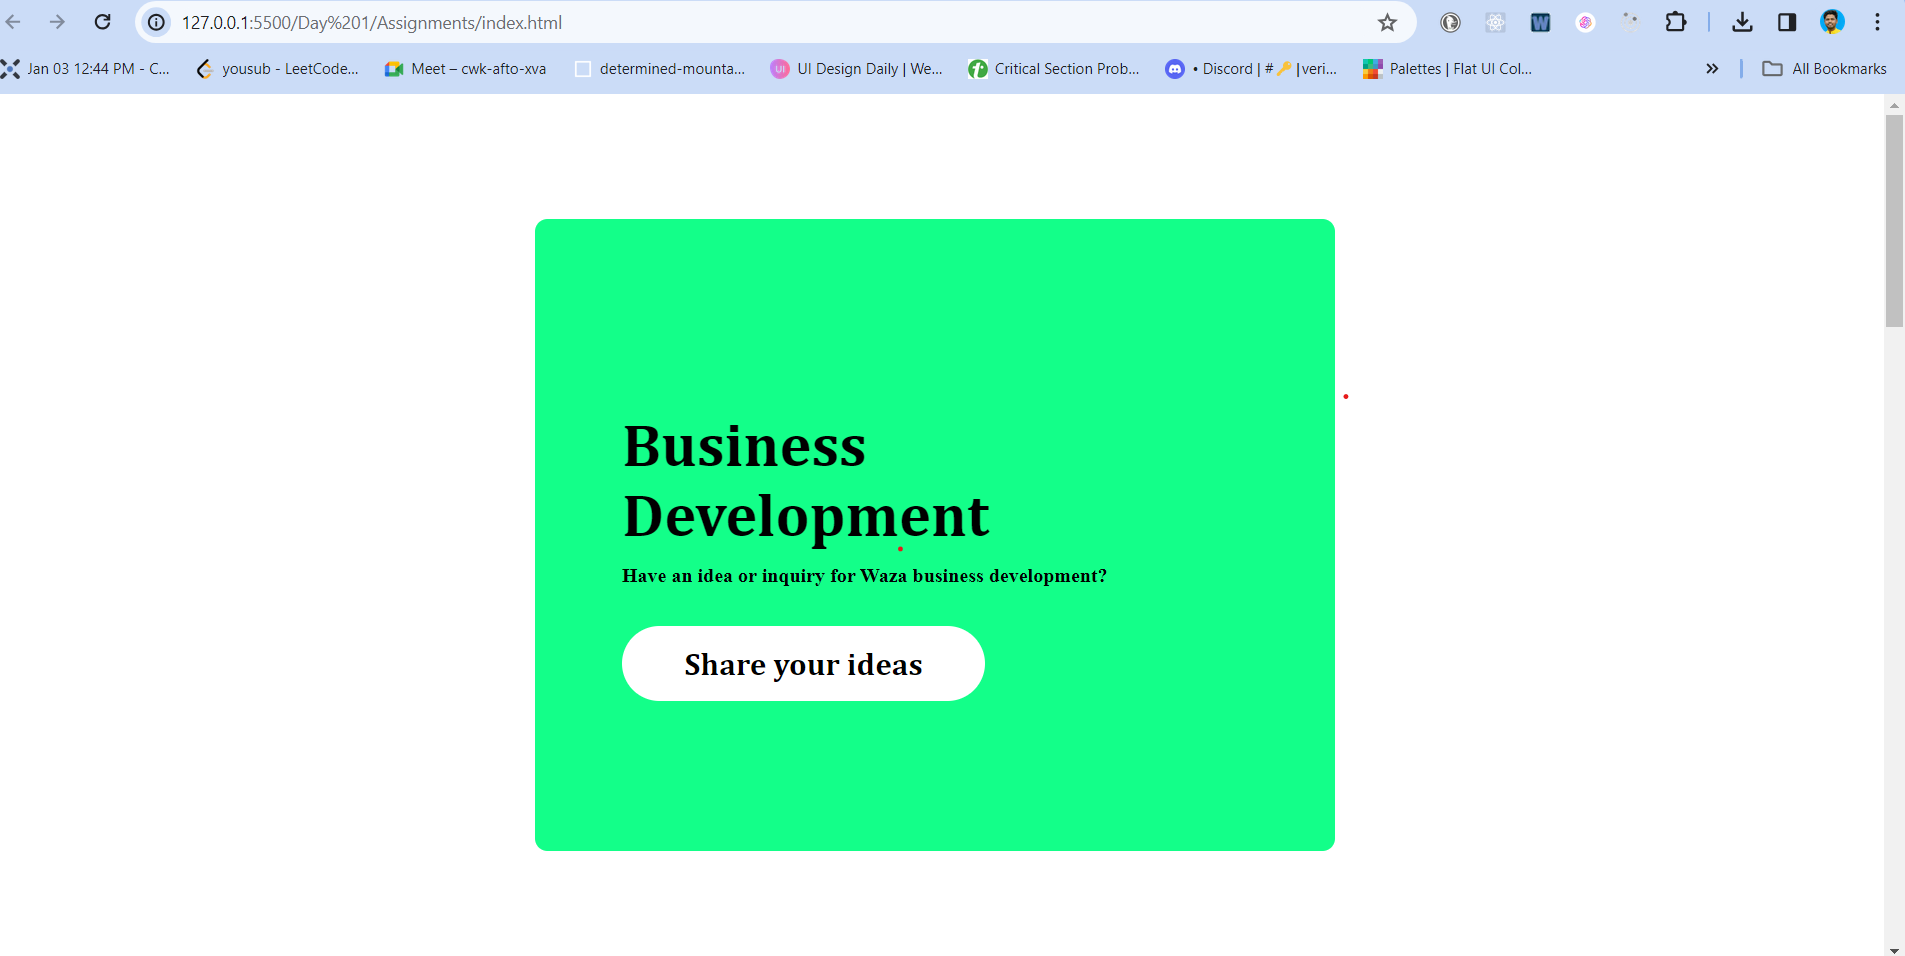 127.0.0.1:5500/Day%201/Assignments/index.html
Jan 03 12:44 PM - C... yousub - LeetCode... Meet – cwk-afto-xva determined-mounta... UI Design Daily | We... Critical Section Prob... • Discord | #🔑|veri... Palettes | Flat UI Col... » All Bookmarks
Business
Development
Have an idea or inquiry for Waza business development?
Share your ideas